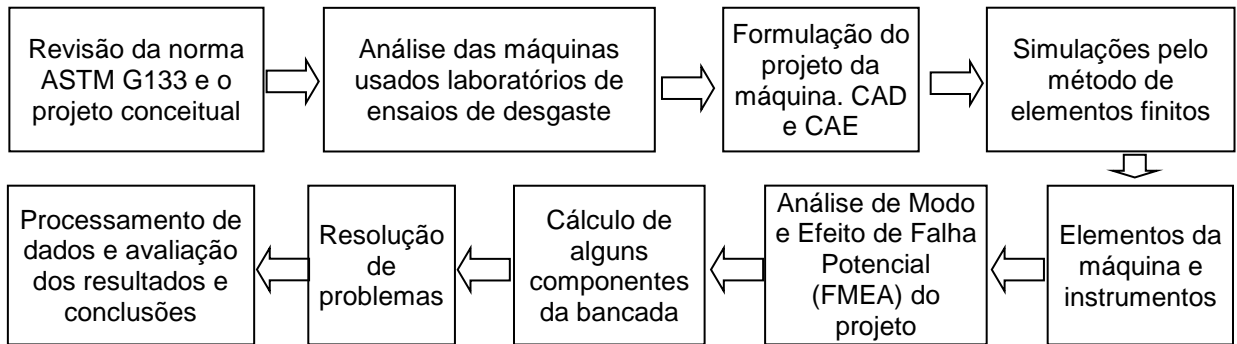 Revisão da norma
ASTM G133 e o
projeto conceitual
Análise das máquinas
usados laboratórios de
ensaios de desgaste
Formulação do
projeto da
máquina. CAD
e CAE
Simulações pelo
método de
elementos finitos
Elementos da
máquina e
instrumentos
Análise de Modo
e Efeito de Falha
Potencial
(FMEA) do
projeto
Cálculo de
alguns
componentes
da bancada
Resolução
de
problemas
Processamento de
dados e avaliação
dos resultados e
conclusões